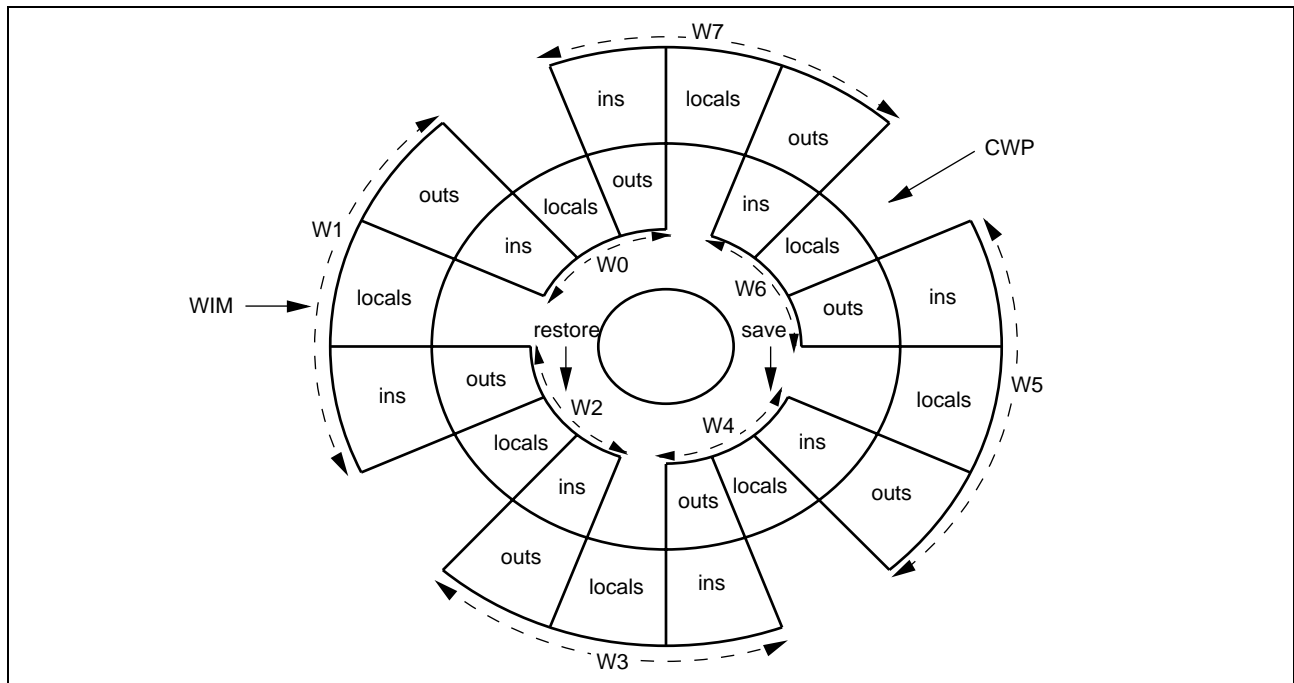 W7
ins
locals
outs
CWP
outs
locals
outs
ins
W1
ins
locals
W0
W6
outs
ins
WIM
locals
restore
save
ins
outs
W2
W4
locals
W5
locals
ins
ins
outs
locals
outs
outs
locals
ins
W3